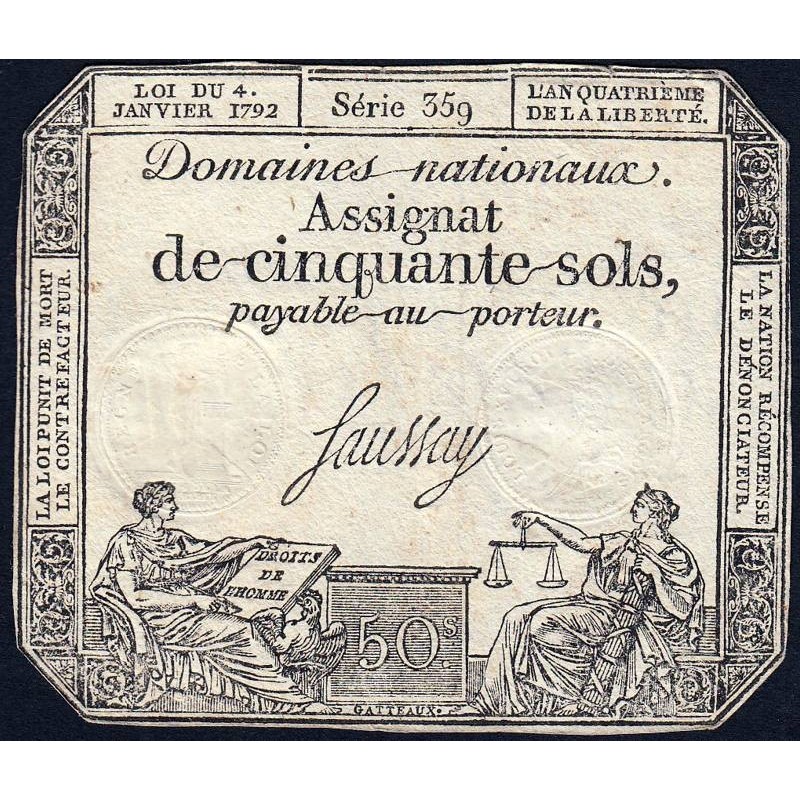 LOI DU 4.
JANVIER 1792
Série 359
L'AN QUATRIÈME
DE LA LIBERTÉ.
Domaines nationaux.
Assignat
de cinquante sols,
payable au porteur.
LA LOI PUNIT DE MORT
LE CONTREFACTEUR.
LA NATION RÉCOMPENSE
LE DÉNONCIATEUR.
Saussay
DROITS
DE
L'HOMME
50.s
GATTEAUX.